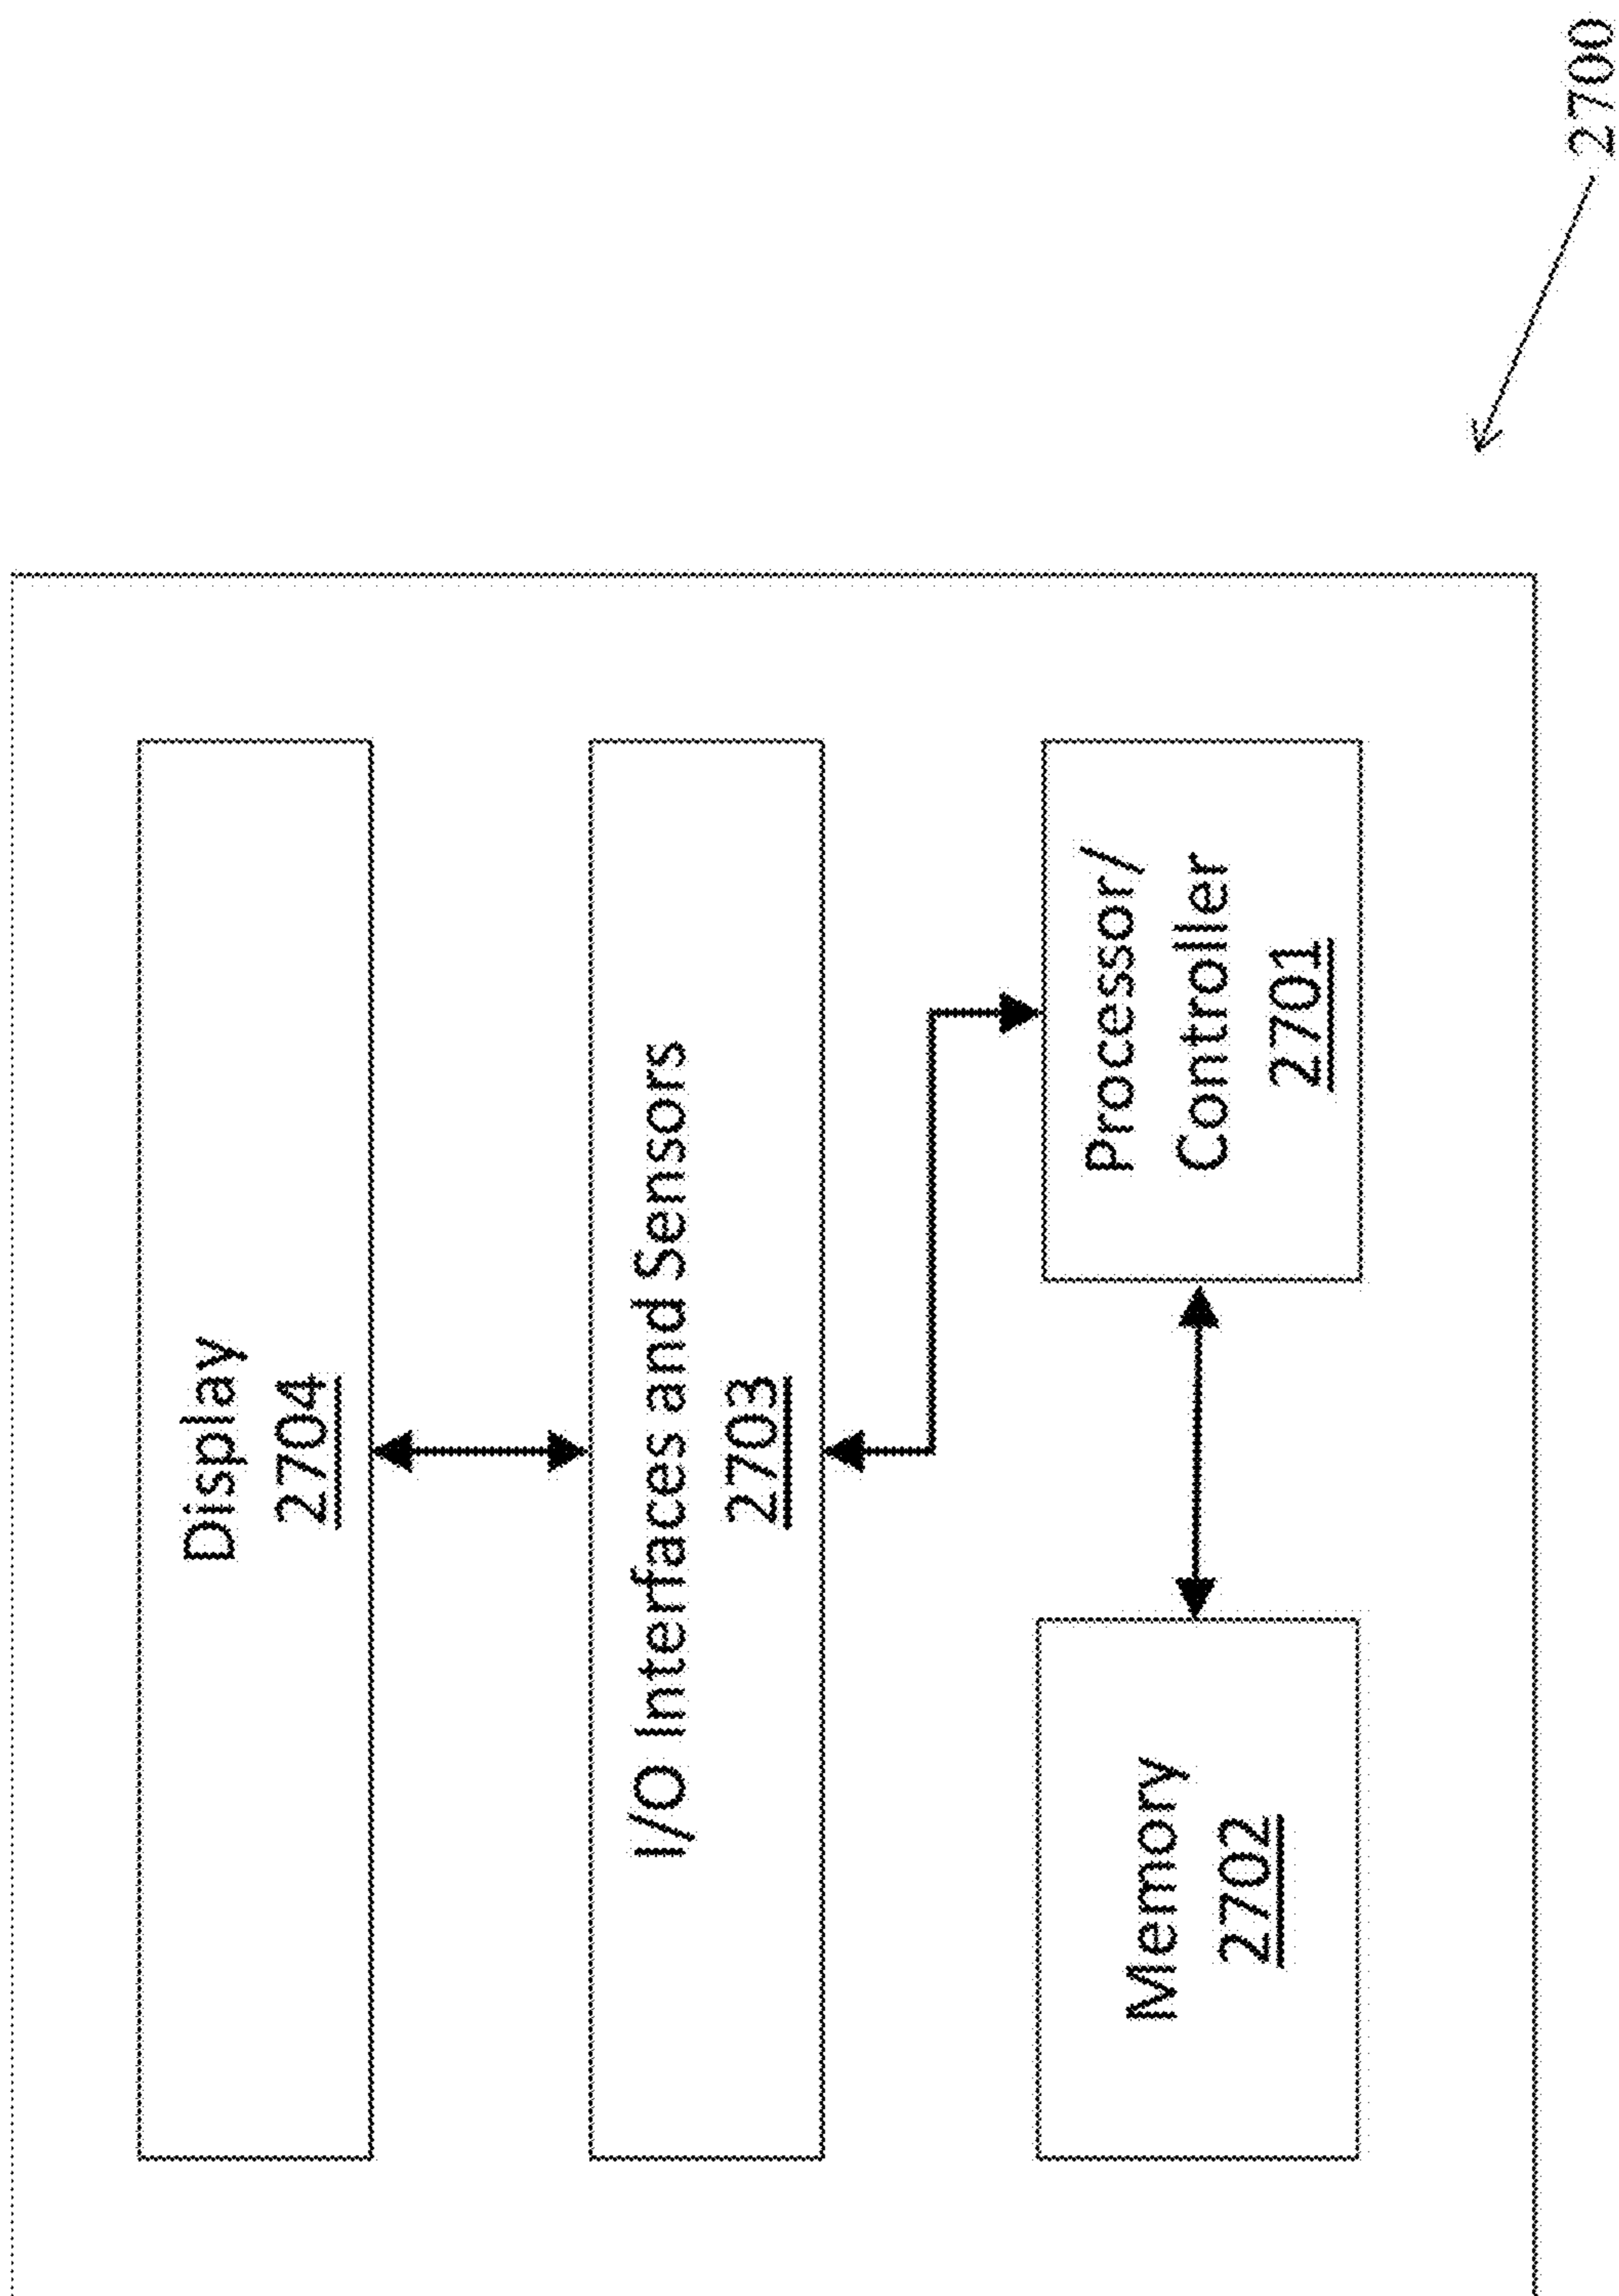 2700
Display
2704
I/O Interfaces and Sensors
2703
Memory
2702
Processor/
Controller
2701